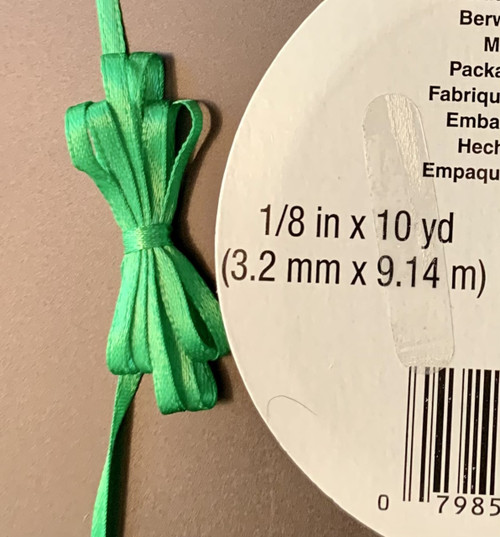 Berw
M
Packa
Fabriqu
Emba
Hech
Empaqu
1/8 in x 10 yd
(3.2 mm x 9.14 m)
0 7985